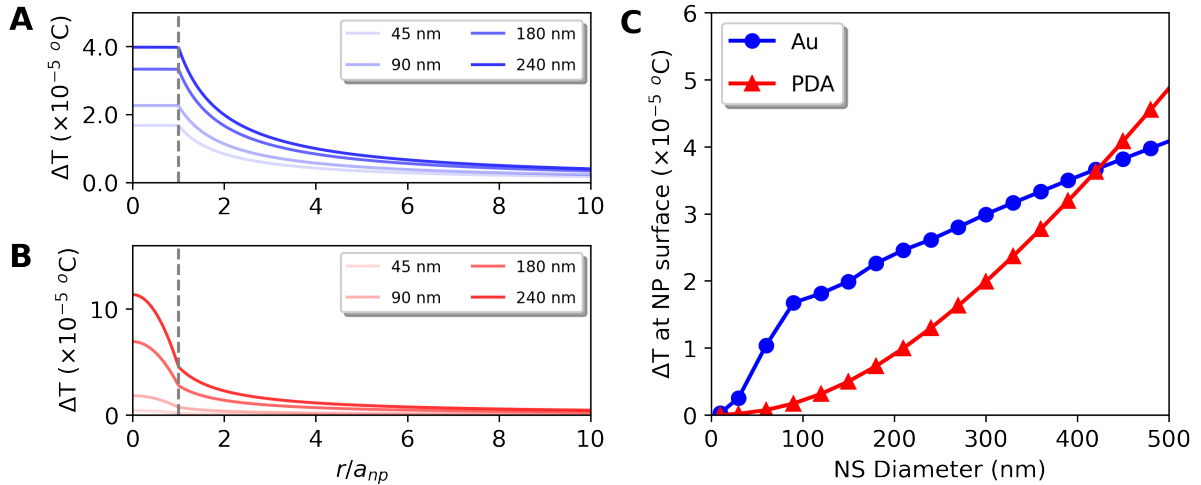 A
ΔT (×10⁻⁵ °C)
4.0
2.0
0.0
45 nm
180 nm
90 nm
240 nm
0 2 4 6 8 10
B
ΔT (×10⁻⁵ °C)
10
0
45 nm
180 nm
90 nm
240 nm
0 2 4 6 8 10
r/aₙₚ
C
ΔT at NP surface (×10⁻⁵ °C)
6
5
4
3
2
1
0
Au
PDA
0 100 200 300 400 500
NS Diameter (nm)